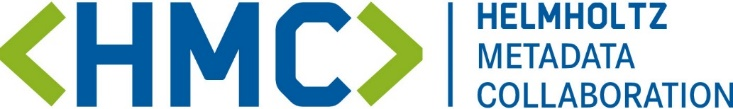 <HMC>
HELMHOLTZ
METADATA
COLLABORATION